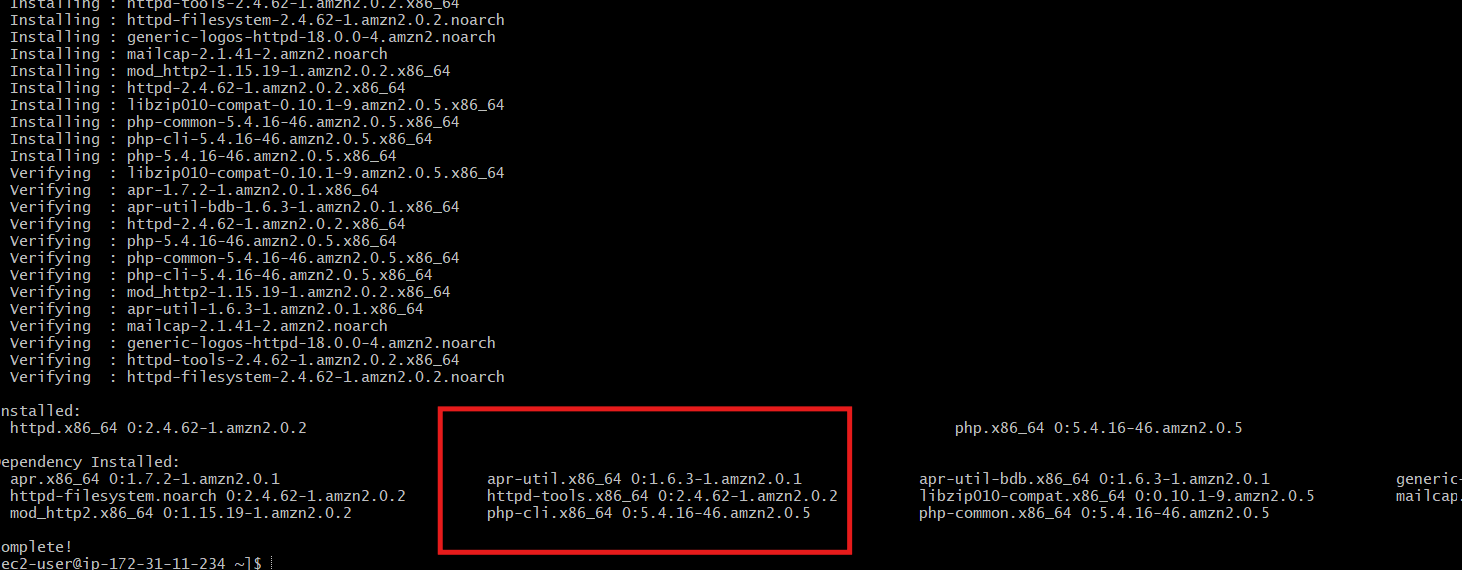 Installing : httpd-tools-2.4.62-1.amzn2.0.2.x86_64
Installing : httpd-filesystem-2.4.62-1.amzn2.0.2.noarch
Installing : generic-logos-httpd-18.0.0-4.amzn2.noarch
Installing : mailcap-2.1.41-2.amzn2.noarch
Installing : mod_http2-1.15.19-1.amzn2.0.2.x86_64
Installing : httpd-2.4.62-1.amzn2.0.2.x86_64
Installing : libzip010-compat-0.10.1-9.amzn2.0.5.x86_64
Installing : php-common-5.4.16-46.amzn2.0.5.x86_64
Installing : php-cli-5.4.16-46.amzn2.0.5.x86_64
Installing : php-5.4.16-46.amzn2.0.5.x86_64
Verifying  : libzip010-compat-0.10.1-9.amzn2.0.5.x86_64
Verifying  : apr-1.7.2-1.amzn2.0.1.x86_64
Verifying  : apr-util-bdb-1.6.3-1.amzn2.0.1.x86_64
Verifying  : httpd-2.4.62-1.amzn2.0.2.x86_64
Verifying  : php-5.4.16-46.amzn2.0.5.x86_64
Verifying  : php-common-5.4.16-46.amzn2.0.5.x86_64
Verifying  : php-cli-5.4.16-46.amzn2.0.5.x86_64
Verifying  : mod_http2-1.15.19-1.amzn2.0.2.x86_64
Verifying  : apr-util-1.6.3-1.amzn2.0.1.x86_64
Verifying  : mailcap-2.1.41-2.amzn2.noarch
Verifying  : generic-logos-httpd-18.0.0-4.amzn2.noarch
Verifying  : httpd-tools-2.4.62-1.amzn2.0.2.x86_64
Verifying  : httpd-filesystem-2.4.62-1.amzn2.0.2.noarch
nstalled:
httpd.x86_64 0:2.4.62-1.amzn2.0.2 php.x86_64 0:5.4.16-46.amzn2.0.5
ependency Installed:
apr.x86_64 0:1.7.2-1.amzn2.0.1 apr-util.x86_64 0:1.6.3-1.amzn2.0.1 apr-util-bdb.x86_64 0:1.6.3-1.amzn2.0.1 generic-
httpd-filesystem.noarch 0:2.4.62-1.amzn2.0.2 httpd-tools.x86_64 0:2.4.62-1.amzn2.0.2 libzip010-compat.x86_64 0:0.10.1-9.amzn2.0.5 mailcap.
mod_http2.x86_64 0:1.15.19-1.amzn2.0.2 php-cli.x86_64 0:5.4.16-46.amzn2.0.5 php-common.x86_64 0:5.4.16-46.amzn2.0.5
omplete!
ec2-user@ip-172-31-11-234 ~]$